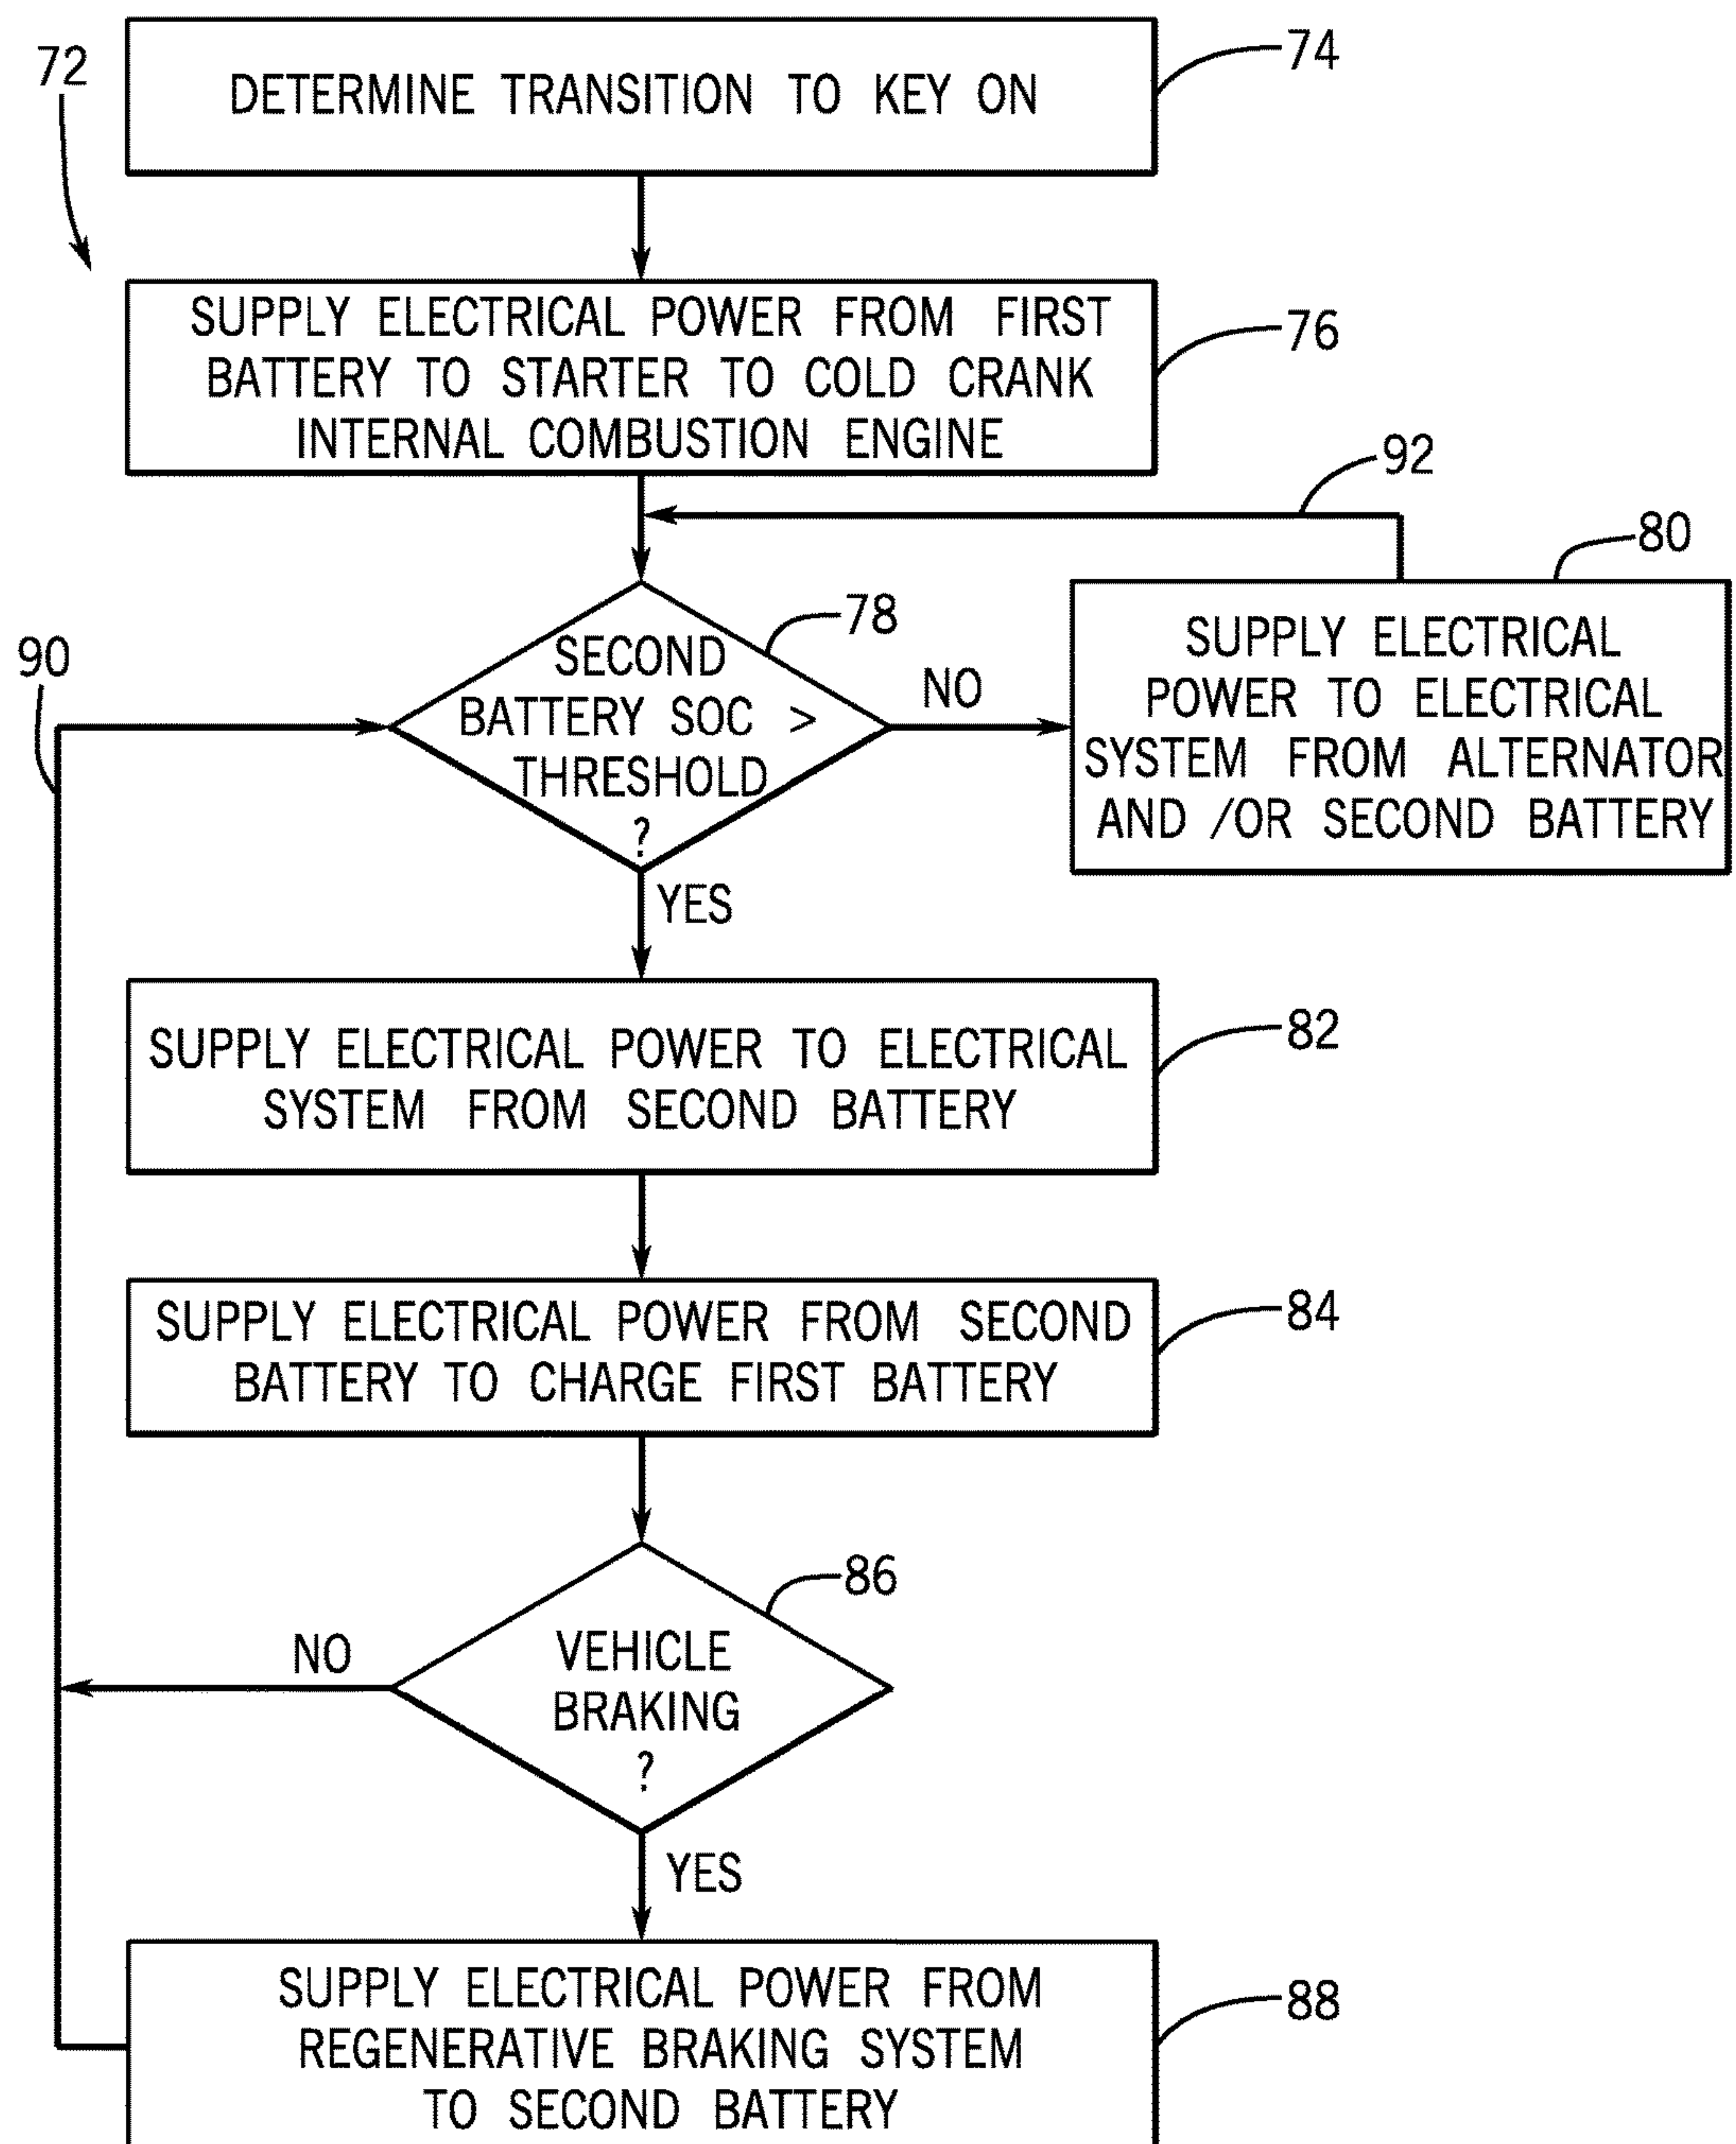 72
DETERMINE TRANSITION TO KEY ON
74
SUPPLY ELECTRICAL POWER FROM FIRST
BATTERY TO STARTER TO COLD CRANK
INTERNAL COMBUSTION ENGINE
76
92
80
78
SECOND
BATTERY SOC >
THRESHOLD
?
NO
SUPPLY ELECTRICAL
POWER TO ELECTRICAL
SYSTEM FROM ALTERNATOR
AND /OR SECOND BATTERY
90
YES
SUPPLY ELECTRICAL POWER TO ELECTRICAL
SYSTEM FROM SECOND BATTERY
82
SUPPLY ELECTRICAL POWER FROM SECOND
BATTERY TO CHARGE FIRST BATTERY
84
86
VEHICLE
BRAKING
?
NO
YES
SUPPLY ELECTRICAL POWER FROM
REGENERATIVE BRAKING SYSTEM
TO SECOND BATTERY
88